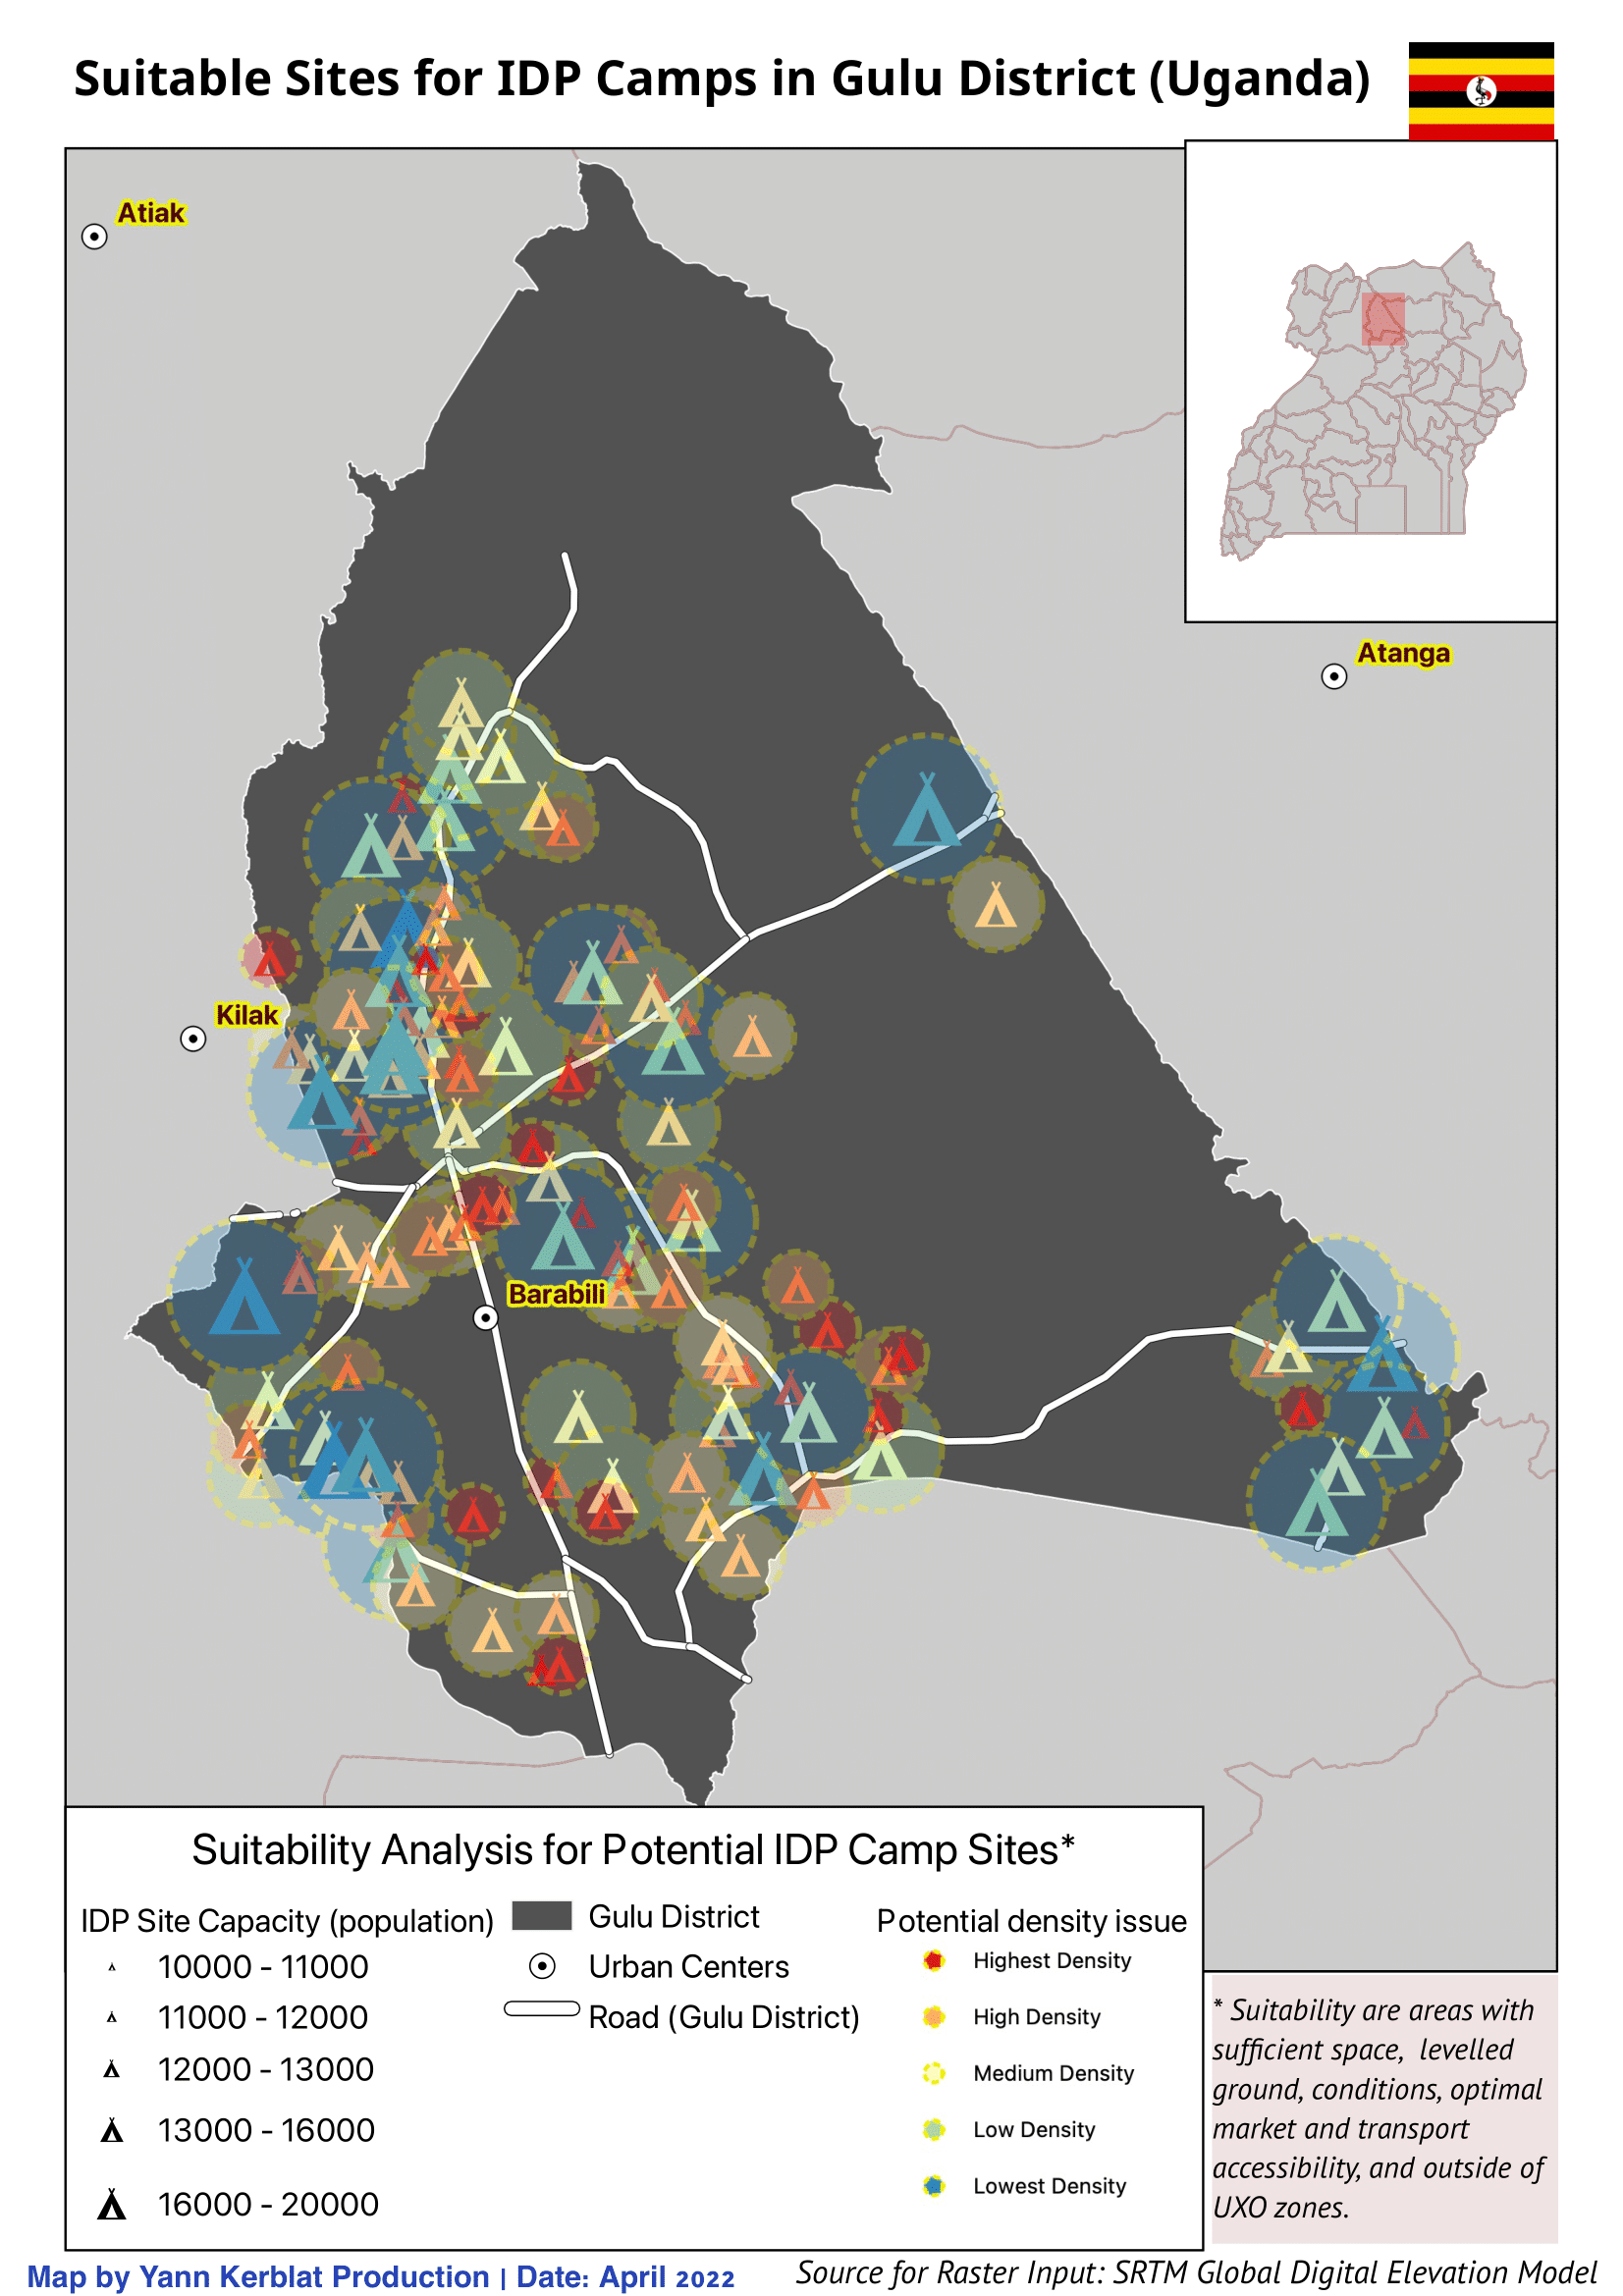 Suitable Sites for IDP Camps in Gulu District (Uganda)
Atiak
Atanga
Kilak
Barabili
Suitability Analysis for Potential IDP Camp Sites*
IDP Site Capacity (population)
10000 - 11000
11000 - 12000
12000 - 13000
13000 - 16000
16000 - 20000
Gulu District
Urban Centers
Road (Gulu District)
Potential density issue
Highest Density
High Density
Medium Density
Low Density
Lowest Density
* Suitability are areas with
sufficient space, levelled
ground, conditions, optimal
market and transport
accessibility, and outside of
UXO zones.
Map by Yann Kerblat Production | Date: April 2022
Source for Raster Input: SRTM Global Digital Elevation Model